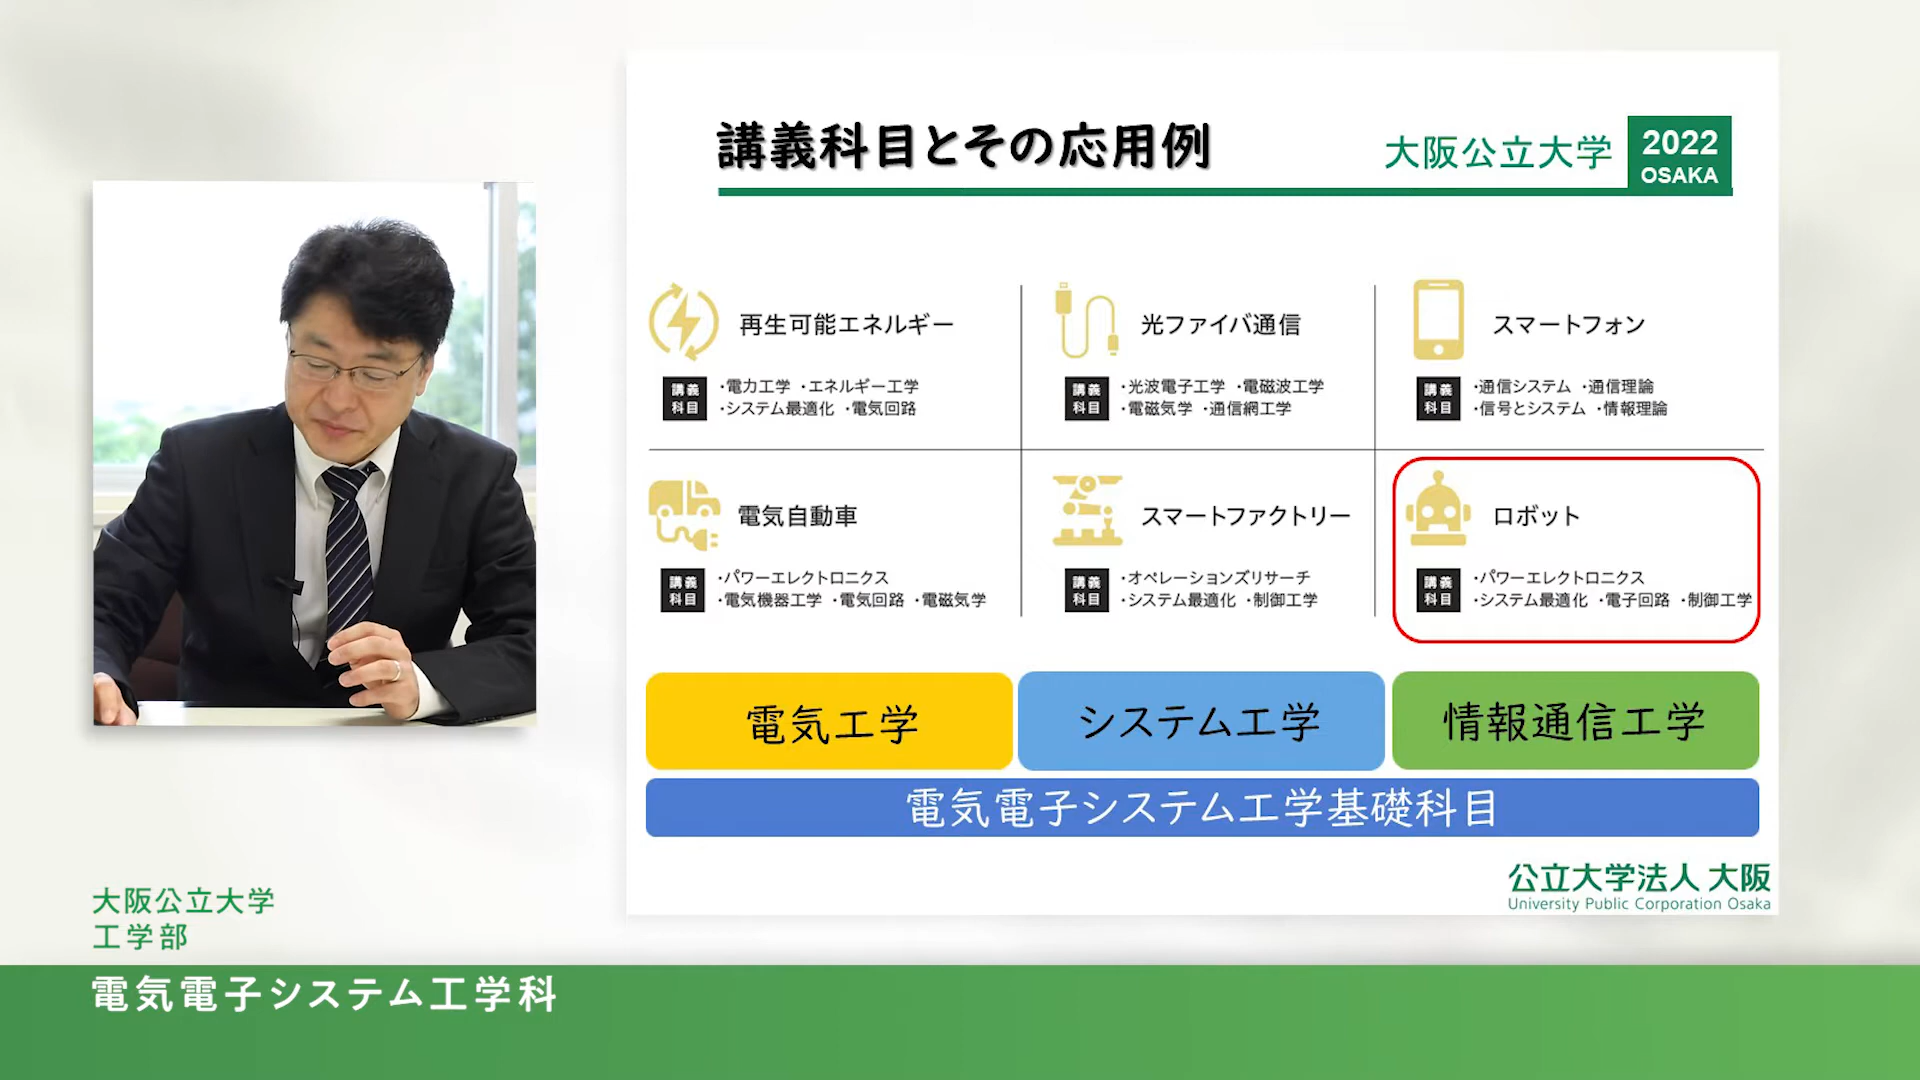 講義科目とその応用例
大阪公立大学
2022
OSAKA
再生可能エネルギー
講義
科目
・電力工学 ・エネルギー工学
・システム最適化 ・電気回路
光ファイバ通信
講義
科目
・光波電子工学 ・電磁波工学
・電磁気学 ・通信網工学
スマートフォン
講義
科目
・通信システム ・通信理論
・信号とシステム ・情報理論
電気自動車
講義
科目
・パワーエレクトロニクス
・電気機器工学 ・電気回路 ・電磁気学
スマートファクトリー
講義
科目
・オペレーションズリサーチ
・システム最適化 ・制御工学
ロボット
講義
科目
・パワーエレクトロニクス
・システム最適化 ・電子回路 ・制御工学
電気工学
システム工学
情報通信工学
電気電子システム工学基礎科目
公立大学法人 大阪
University Public Corporation Osaka
大阪公立大学
工学部
電気電子システム工学科